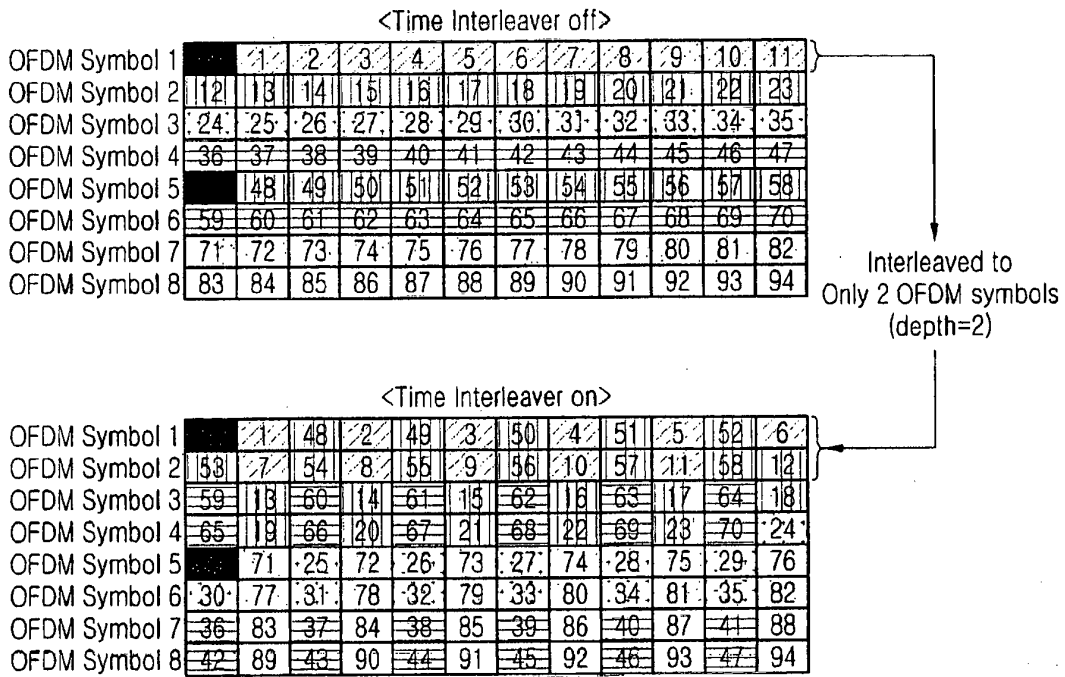 <Time Interleaver off>
OFDM Symbol 1 1 2 3 4 5 6 7 8 9 10 11
OFDM Symbol 2 12 13 14 15 16 17 18 19 20 21 22 23
OFDM Symbol 3 24 25 26 27 28 29 30 31 32 33 34 35
OFDM Symbol 4 36 37 38 39 40 41 42 43 44 45 46 47
OFDM Symbol 5 48 49 50 51 52 53 54 55 56 57 58
OFDM Symbol 6 59 60 61 62 63 64 65 66 67 68 69 70
OFDM Symbol 7 71 72 73 74 75 76 77 78 79 80 81 82
OFDM Symbol 8 83 84 85 86 87 88 89 90 91 92 93 94
Interleaved to
Only 2 OFDM symbols
(depth=2)
<Time Interleaver on>
OFDM Symbol 1 1 48 2 49 3 50 4 51 5 52 6
OFDM Symbol 2 53 7 54 8 55 9 56 10 57 11 58 12
OFDM Symbol 3 59 13 60 14 61 15 62 16 63 17 64 18
OFDM Symbol 4 65 19 66 20 67 21 68 22 69 23 70 24
OFDM Symbol 5 71 25 72 26 73 27 74 28 75 29 76
OFDM Symbol 6 30 77 31 78 32 79 33 80 34 81 35 82
OFDM Symbol 7 36 83 37 84 38 85 39 86 40 87 41 88
OFDM Symbol 8 42 89 43 90 44 91 45 92 46 93 47 94